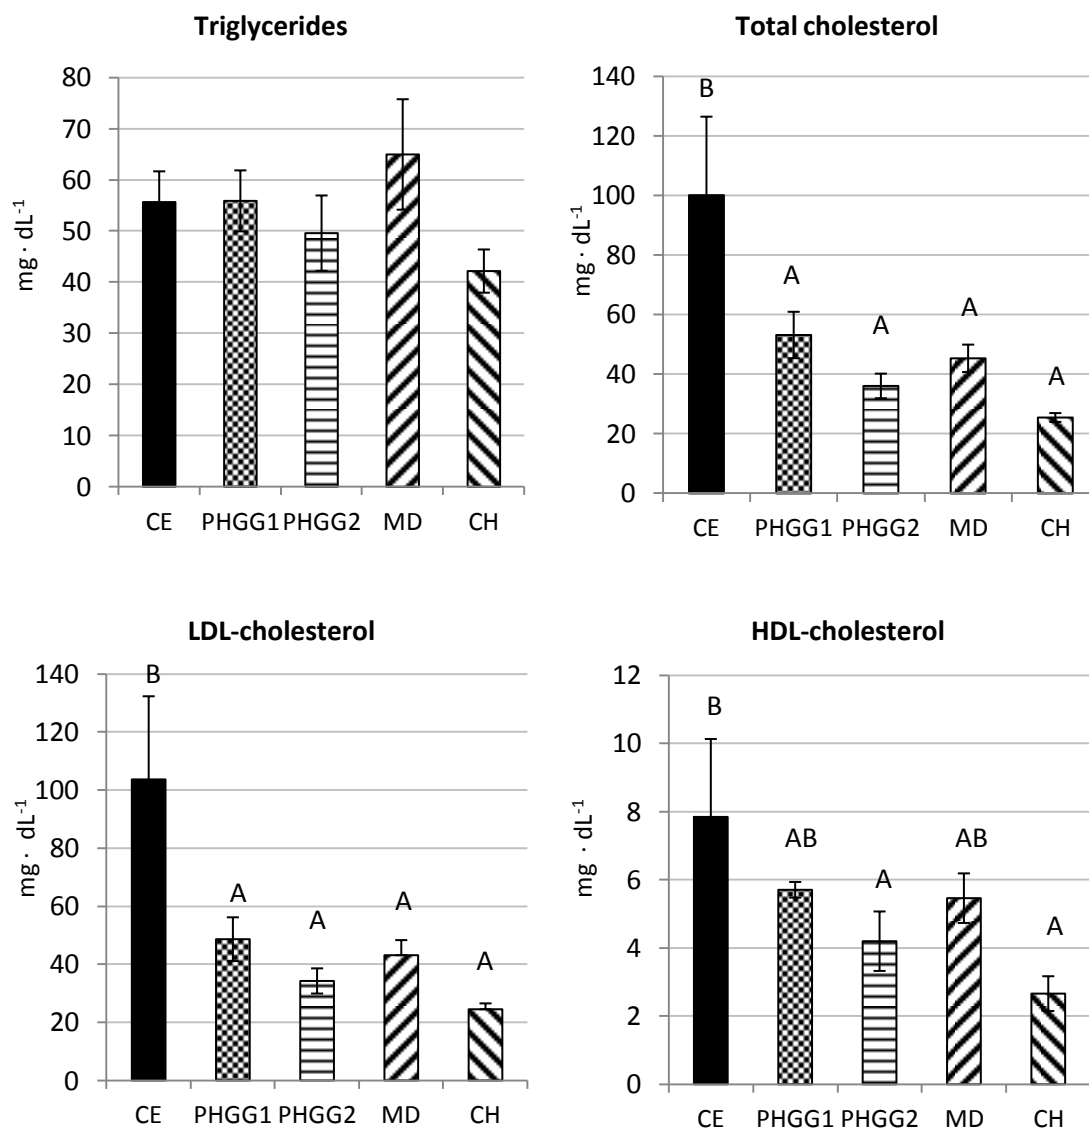 Triglycerides
80
70
60
50
40
30
20
10
0
mg · dL-1
CE PHGG1 PHGG2 MD CH
Total cholesterol
140
120
100
80
60
40
20
0
mg · dL-1
B
A
A
A
A
CE PHGG1 PHGG2 MD CH
LDL-cholesterol
140
120
100
80
60
40
20
0
mg · dL-1
B
A
A
A
A
CE PHGG1 PHGG2 MD CH
HDL-cholesterol
12
10
8
6
4
2
0
mg · dL-1
B
AB
A
AB
A
CE PHGG1 PHGG2 MD CH